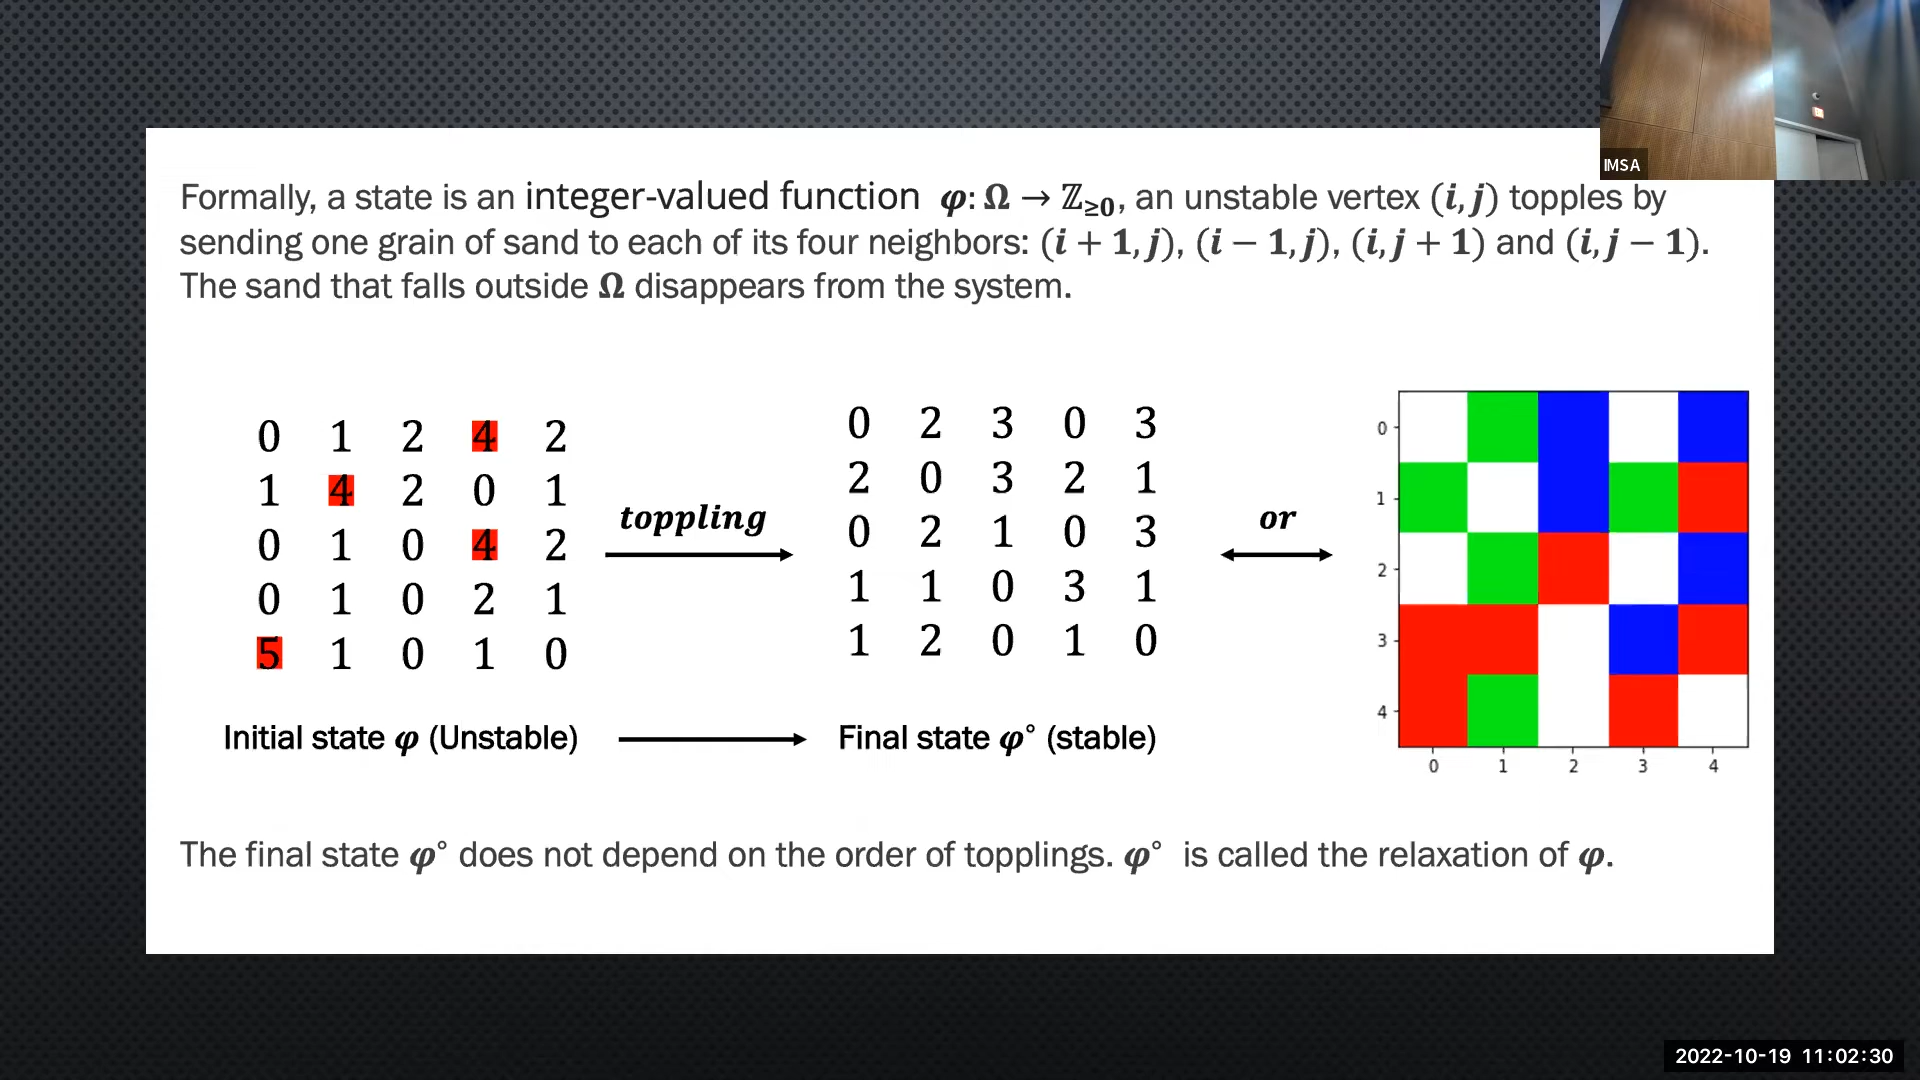 IMSA
Formally, a state is an integer-valued function φ: Ω → ℤ≥0, an unstable vertex (i, j) topples by
sending one grain of sand to each of its four neighbors: (i + 1, j), (i − 1, j), (i, j + 1) and (i, j − 1).
The sand that falls outside Ω disappears from the system.
0 1 2 4 2
1 4 2 0 1
0 1 0 4 2
0 1 0 2 1
5 1 0 1 0
toppling
0 2 3 0 3
2 0 3 2 1
0 2 1 0 3
1 1 0 3 1
1 2 0 1 0
or
0
1
2
3
4
0 1 2 3 4
Initial state φ (Unstable)
Final state φ° (stable)
The final state φ° does not depend on the order of topplings. φ° is called the relaxation of φ.
2022-10-19 11:02:30